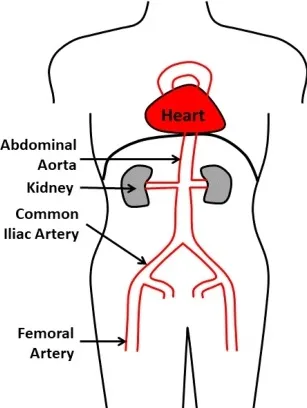 Heart
Abdominal
Aorta
Kidney
Common
Iliac Artery
Femoral
Artery